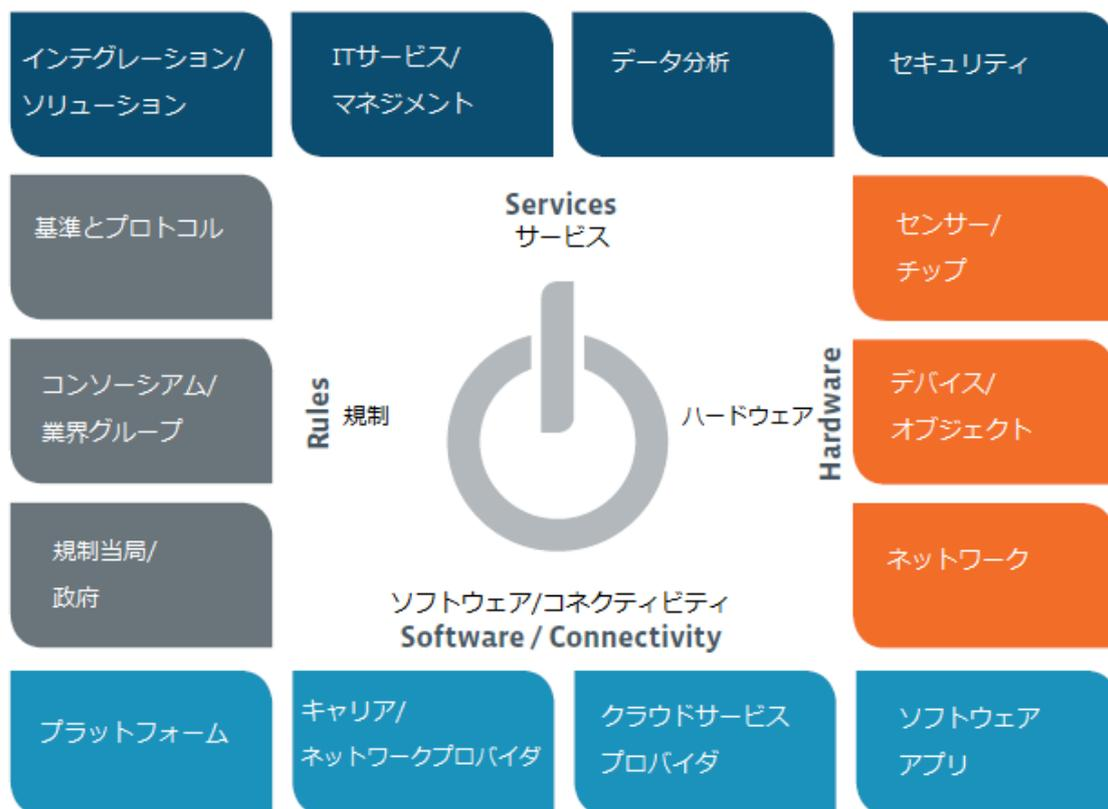 インテグレーション/
ソリューション
ITサービス/
マネジメント
データ分析
セキュリティ
基準とプロトコル
Services
サービス
センサー/
チップ
コンソーシアム/
業界グループ
Rules
規制
ハードウェア
Hardware
デバイス/
オブジェクト
規制当局/
政府
ソフトウェア/コネクティビティ
Software / Connectivity
ネットワーク
プラットフォーム
キャリア/
ネットワークプロバイダ
クラウドサービス
プロバイダ
ソフトウェア
アプリ